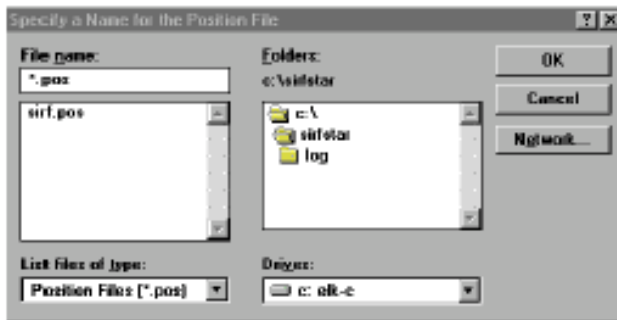 Specify a Name for the Position File
File name:
*.pos
sirf.pos
List files of type:
Position Files (*.pos)
Folders:
c:\sirfstar
c:\
sirfstar
log
Drives:
c: elk-c
OK
Cancel
Network...